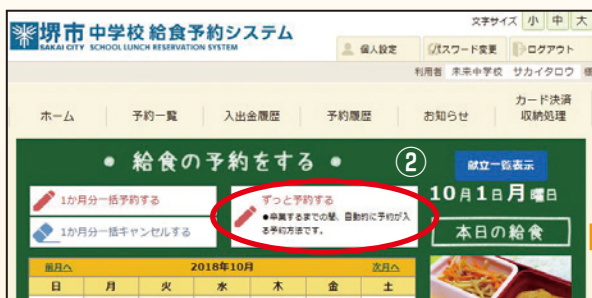 文字サイズ 小 中 大
堺市 中学校 給食予約システム
SAKAI CITY SCHOOL LUNCH RESERVATION SYSTEM
個人設定 パスワード変更 ログアウト
利用者 未来中学校 サカイタロウ 様
ホーム 予約一覧 入出金履歴 予約履歴 お知らせ カード決済
収納処理
● 給食の予約をする ● ② 献立一覧表示
1か月分一括予約する
ずっと予約する
●卒業するまでの間、自動的に予約が入
る予約方法です。
1か月分一括キャンセルする
10月1日月曜日
本日の給食
前月へ 2018年10月 次月へ
日 月 火 水 木 金 土